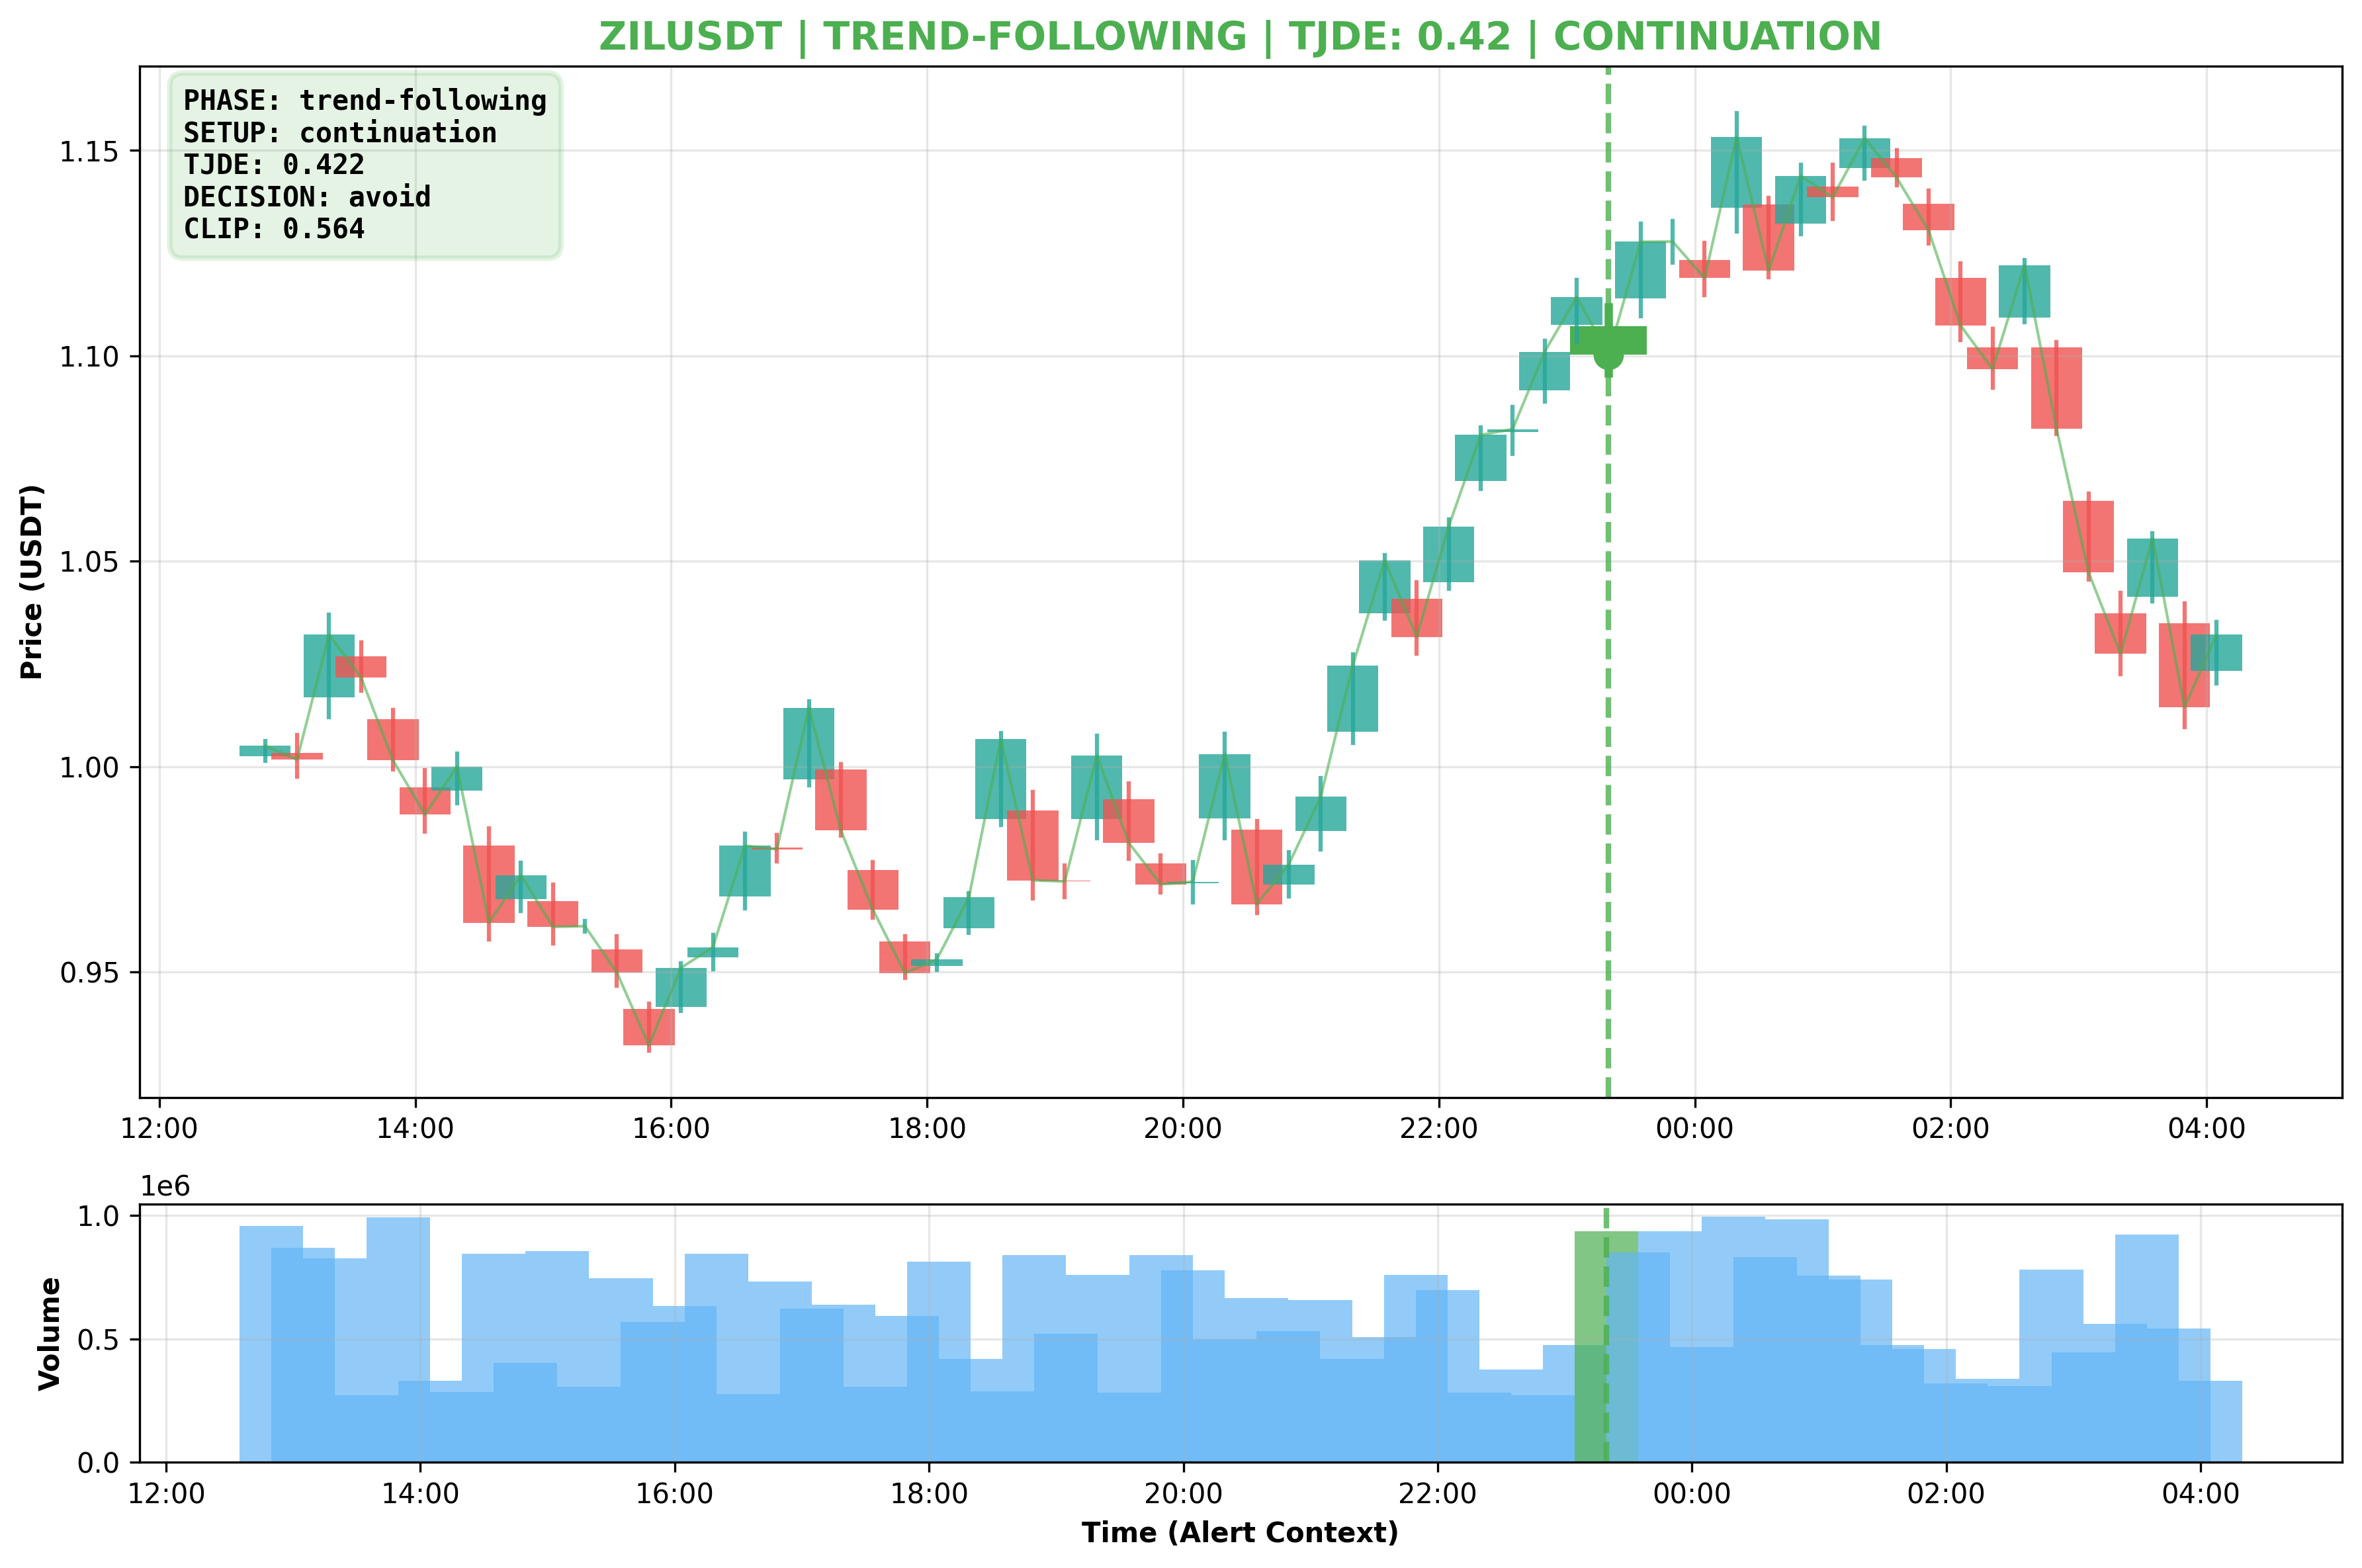 ZILUSDT | TREND-FOLLOWING | TJDE: 0.42 | CONTINUATION
PHASE: trend-following
SETUP: continuation
TJDE: 0.422
DECISION: avoid
CLIP: 0.564
Price (USDT)
1.15
1.10
1.05
1.00
0.95
12:00 14:00 16:00 18:00 20:00 22:00 00:00 02:00 04:00
1e6
Volume
1.0
0.5
0.0
12:00 14:00 16:00 18:00 20:00 22:00 00:00 02:00 04:00
Time (Alert Context)